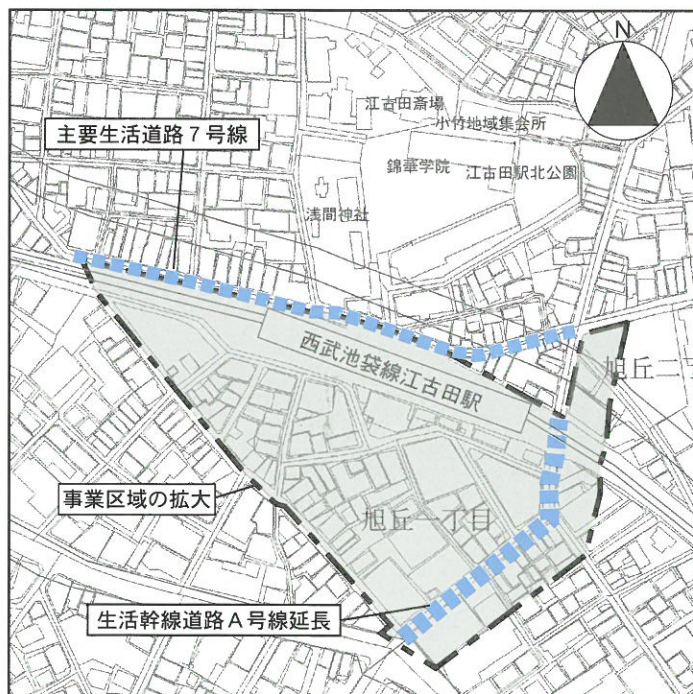 N
江古田斎場
小竹地域集会所
主要生活道路7号線
錦華学院
江古田駅北公園
浅間神社
西武池袋線江古田駅
旭丘二丁
事業区域の拡大
旭丘一丁目
生活幹線道路A号線延長